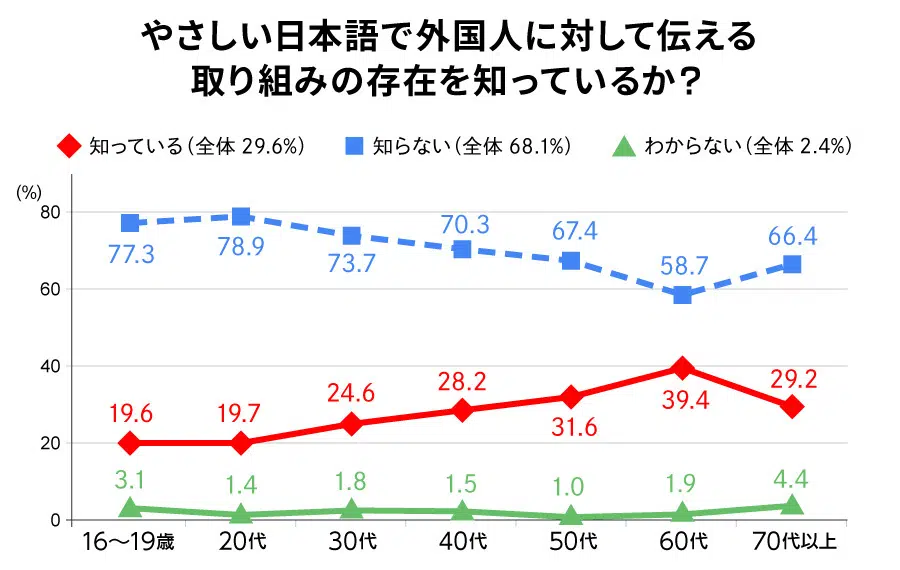 やさしい日本語で外国人に対して伝える
取り組みの存在を知っているか？
知っている（全体 29.6%） 知らない（全体 68.1%） わからない（全体 2.4%）
(%)
80
60
40
20
0
77.3 78.9 73.7 70.3 67.4 58.7 66.4
19.6 19.7 24.6 28.2 31.6 39.4 29.2
3.1 1.4 1.8 1.5 1.0 1.9 4.4
16〜19歳 20代 30代 40代 50代 60代 70代以上